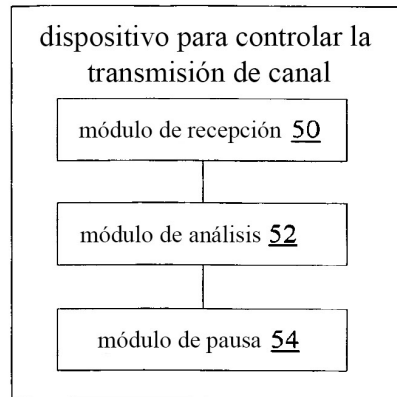 dispositivo para controlar la
transmisión de canal
módulo de recepción 50
módulo de análisis 52
módulo de pausa 54